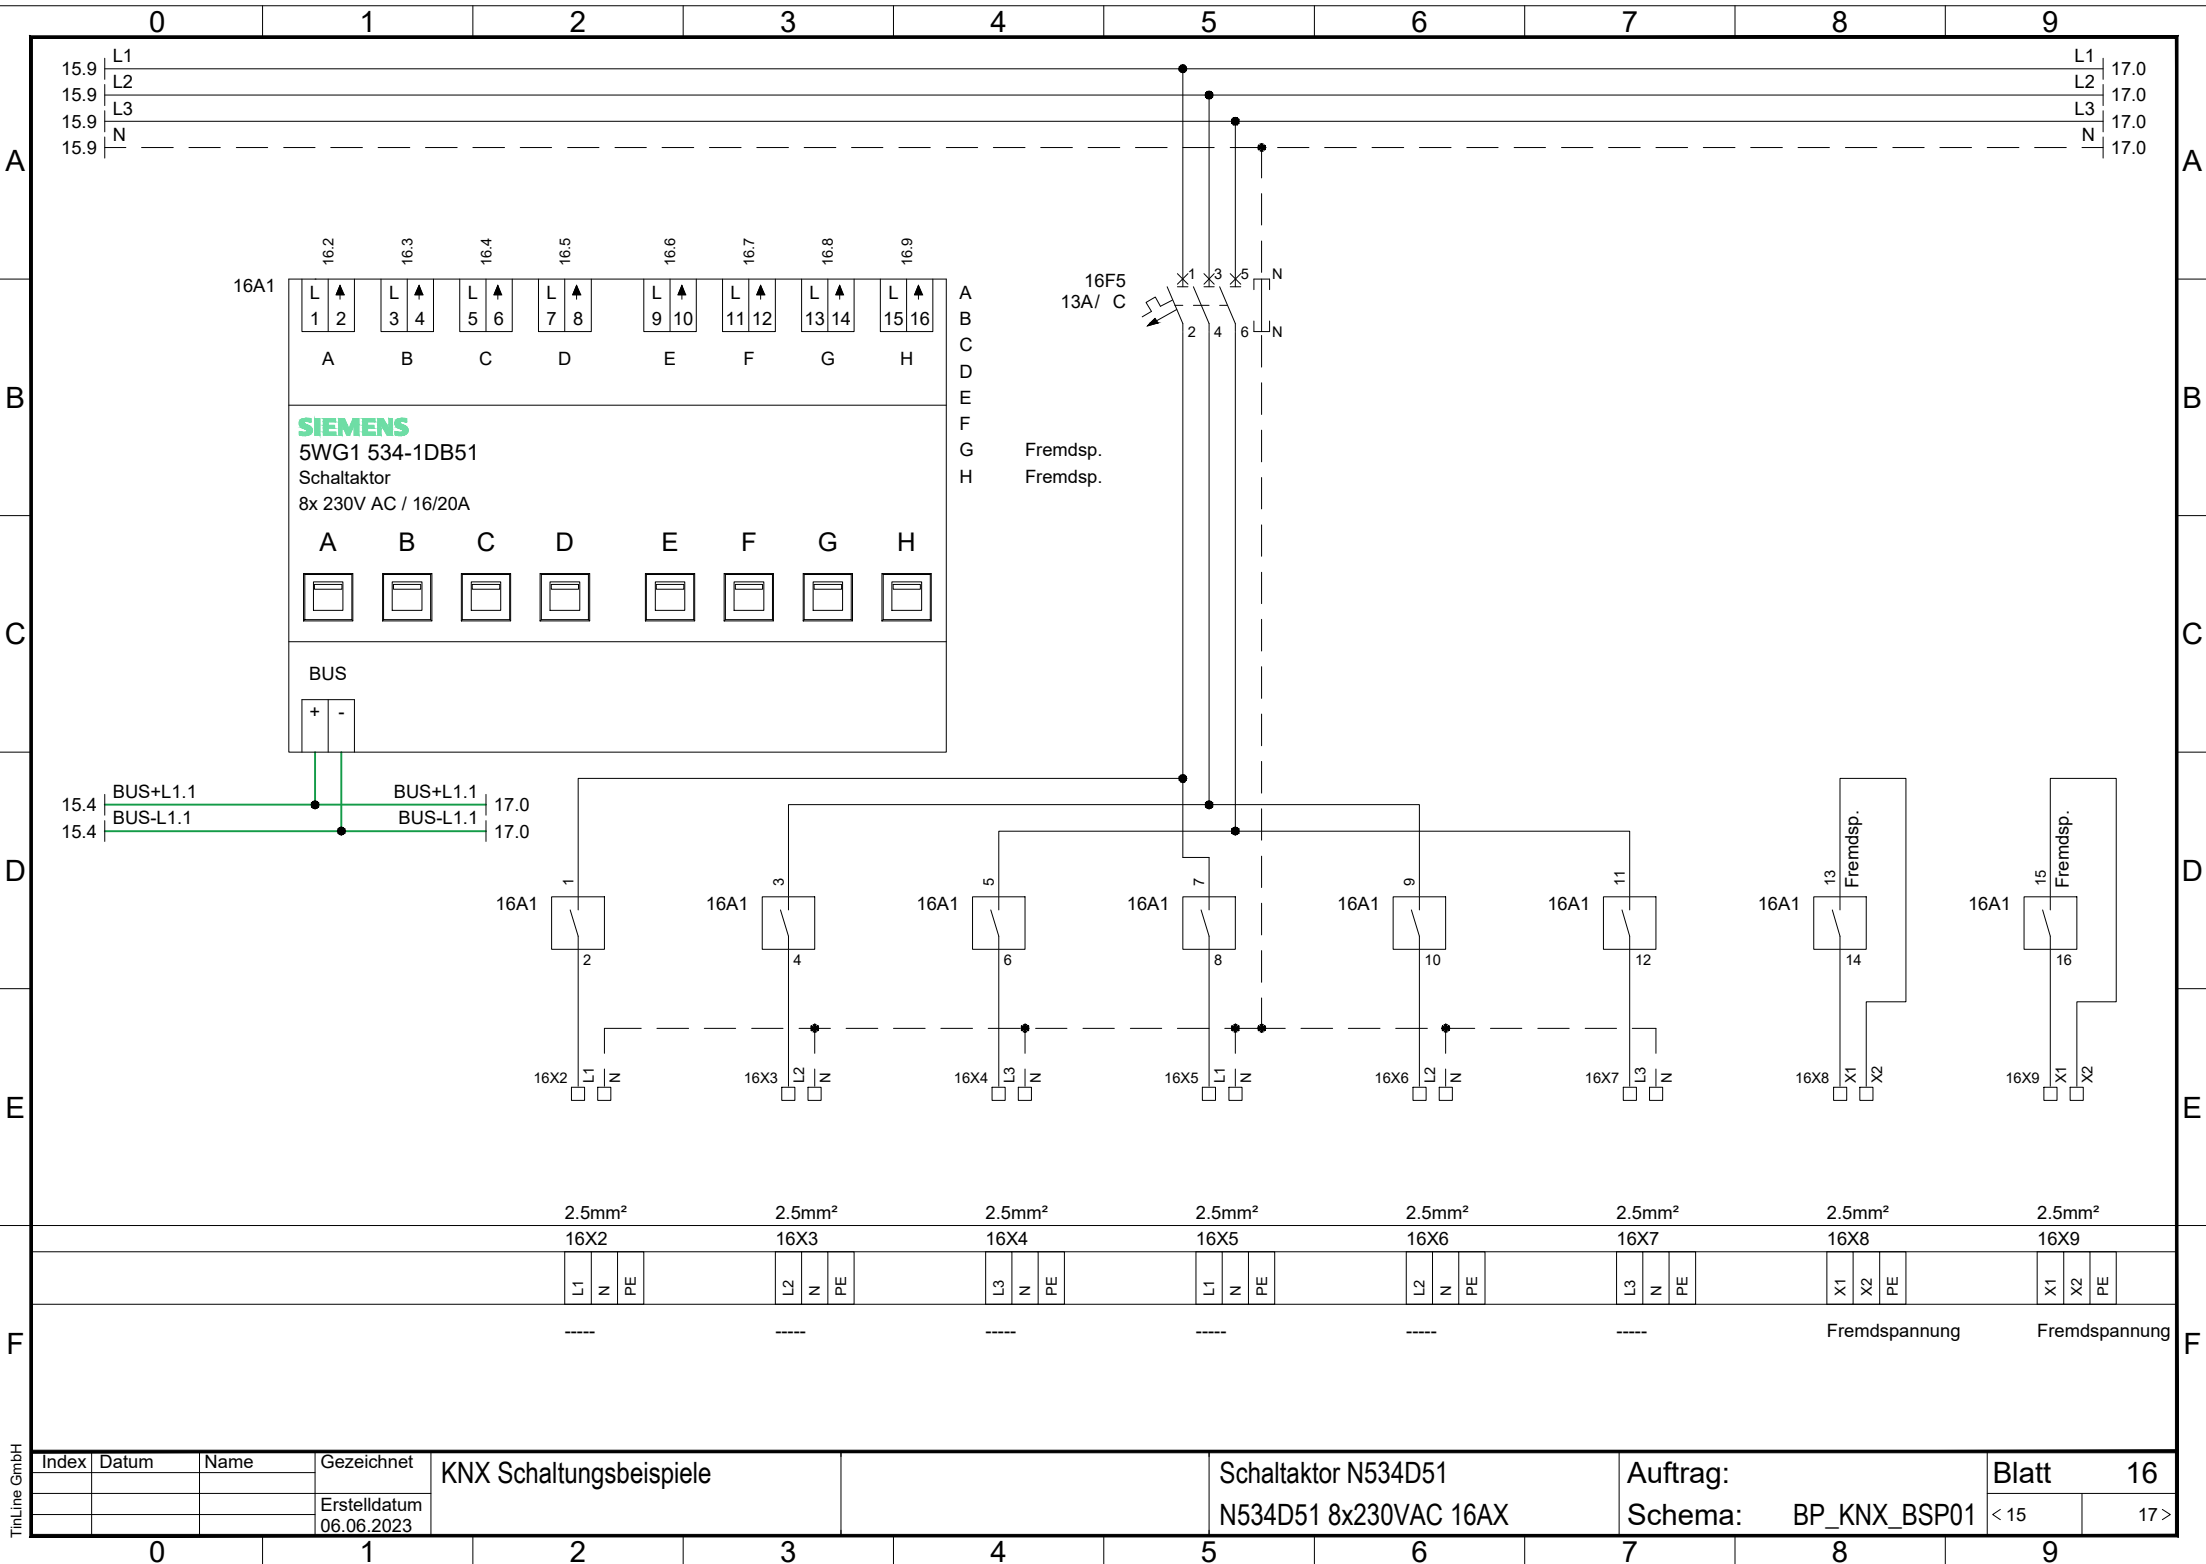 0 1 2 3 4 5 6 7 8 9
15.9 L1 L1 17.0
15.9 L2 L2 17.0
15.9 L3 L3 17.0
15.9 N N 17.0
A A
16.2 16.3 16.4 16.5 16.6 16.7 16.8 16.9
16A1
L L L L L L L L
1 2 3 4 5 6 7 8 9 10 11 12 13 14 15 16
A B C D E F G H
A
B
C
D
E
F
G Fremdsp.
H Fremdsp.
16F5
13A/ C
1 3 5 N
2 4 6 N
B B
SIEMENS
5WG1 534-1DB51
Schaltaktor
8x 230V AC / 16/20A
A B C D E F G H
C C
BUS
+ -
15.4 BUS+L1.1 BUS+L1.1 17.0
15.4 BUS-L1.1 BUS-L1.1 17.0
Fremdsp. Fremdsp.
D D
1 3 5 7 9 11 13 15
16A1 16A1 16A1 16A1 16A1 16A1 16A1 16A1
2 4 6 8 10 12 14 16
16X2 L1 N 16X3 L2 N 16X4 L3 N 16X5 L1 N 16X6 L2 N 16X7 L3 N 16X8 X1 X2 16X9 X1 X2
E E
2.5mm² 2.5mm² 2.5mm² 2.5mm² 2.5mm² 2.5mm² 2.5mm² 2.5mm²
16X2 16X3 16X4 16X5 16X6 16X7 16X8 16X9
L1 N PE L2 N PE L3 N PE L1 N PE L2 N PE L3 N PE X1 X2 PE X1 X2 PE
----- ----- ----- ----- ----- ----- Fremdspannung Fremdspannung
F F
TinLine GmbH
Index Datum Name Gezeichnet
Erstelldatum
06.06.2023
KNX Schaltungsbeispiele
Schaltaktor N534D51
N534D51 8x230VAC 16AX
Auftrag:
Schema: BP_KNX_BSP01
Blatt 16
< 15 17 >
0 1 2 3 4 5 6 7 8 9